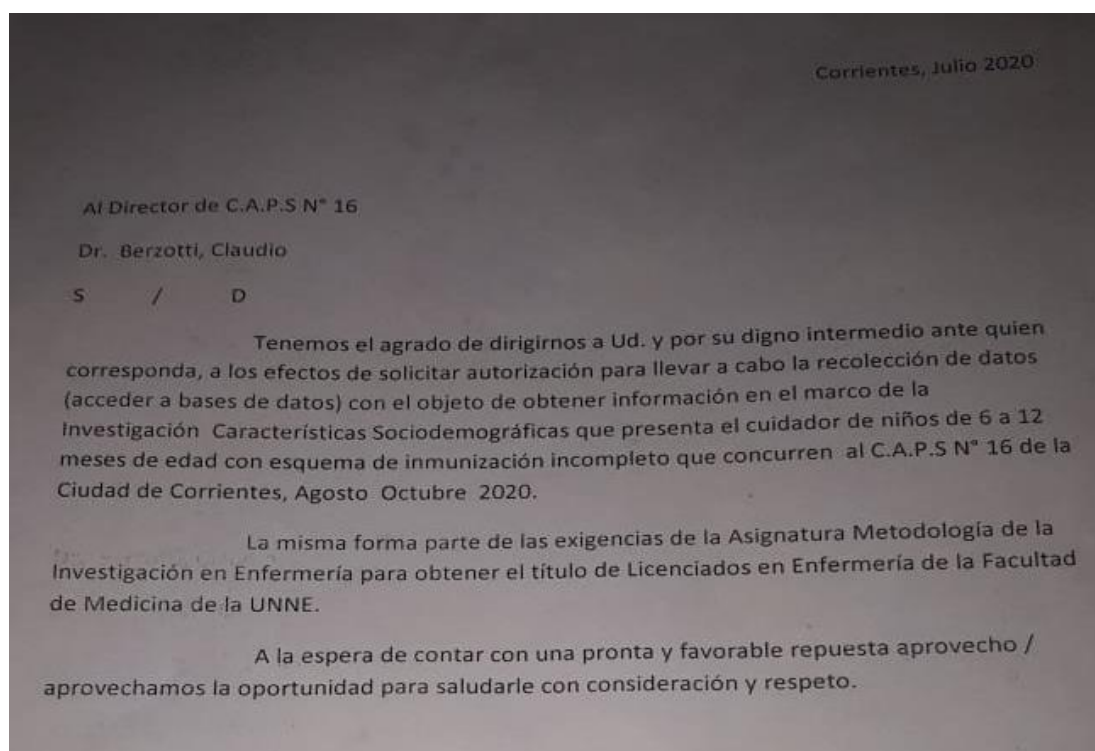 Corrientes, Julio 2020
Al Director de C.A.P.S N° 16
Dr. Berzotti, Claudio
S / D
Tenemos el agrado de dirigirnos a Ud. y por su digno intermedio ante quien
corresponda, a los efectos de solicitar autorización para llevar a cabo la recolección de datos
(acceder a bases de datos) con el objeto de obtener información en el marco de la
Investigación Características Sociodemográficas que presenta el cuidador de niños de 6 a 12
meses de edad con esquema de inmunización incompleto que concurren al C.A.P.S N° 16 de la
Ciudad de Corrientes, Agosto Octubre 2020.
La misma forma parte de las exigencias de la Asignatura Metodología de la
Investigación en Enfermería para obtener el título de Licenciados en Enfermería de la Facultad
de Medicina de la UNNE.
A la espera de contar con una pronta y favorable repuesta aprovecho /
aprovechamos la oportunidad para saludarle con consideración y respeto.